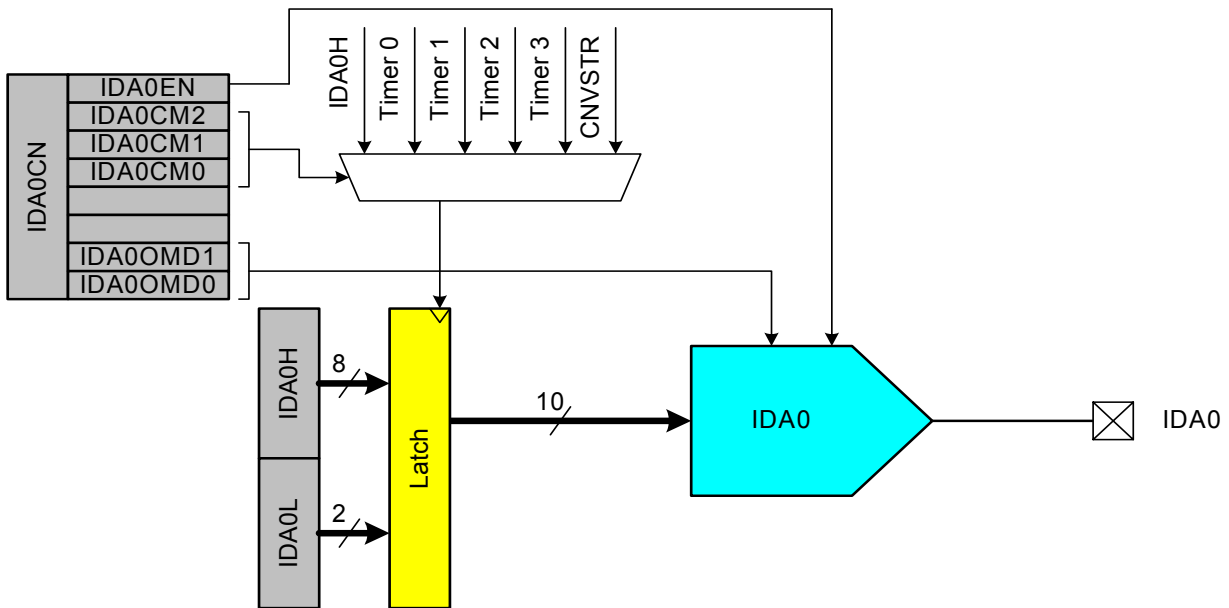 IDA0CN
IDA0EN
IDA0CM2
IDA0CM1
IDA0CM0
IDA0OMD1
IDA0OMD0
IDA0H
Timer 0
Timer 1
Timer 2
Timer 3
CNVSTR
IDA0H
8
IDA0L
2
Latch
10
IDA0
IDA0